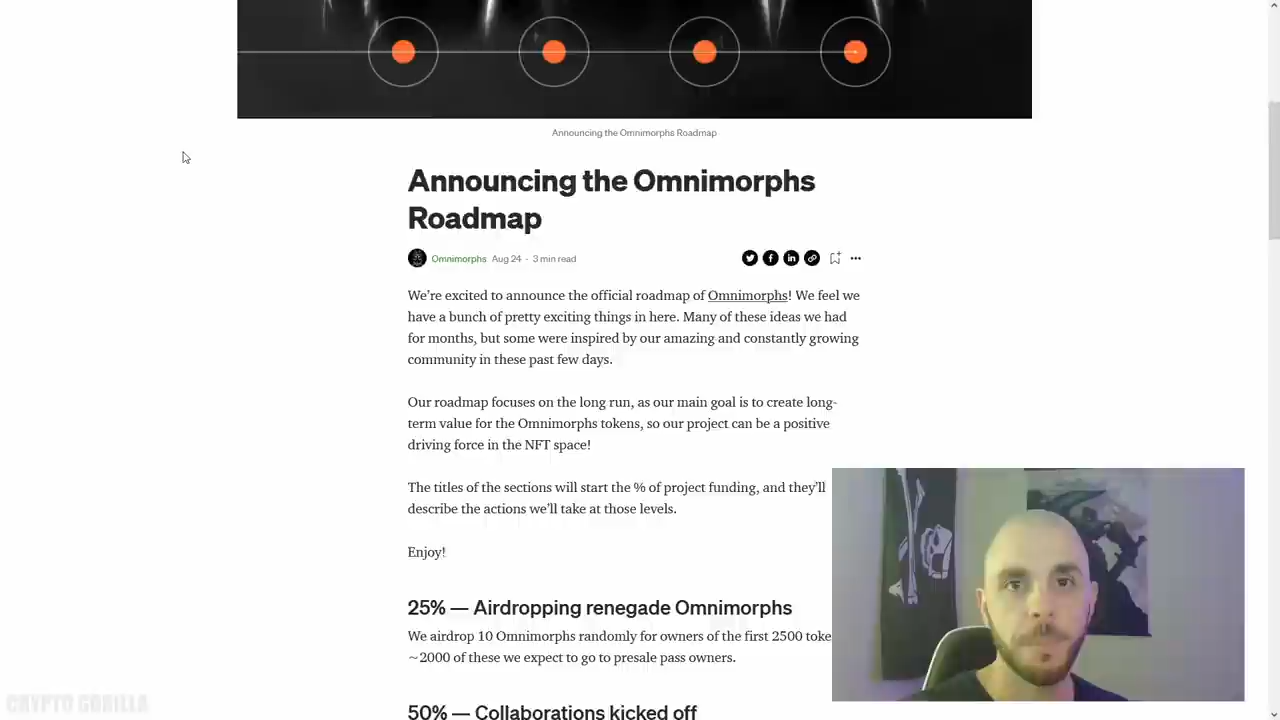 Announcing the Omnimorphs Roadmap
Announcing the Omnimorphs
Roadmap
Omnimorphs Aug 24 · 3 min read
We're excited to announce the official roadmap of Omnimorphs! We feel we
have a bunch of pretty exciting things in here. Many of these ideas we had
for months, but some were inspired by our amazing and constantly growing
community in these past few days.
Our roadmap focuses on the long run, as our main goal is to create long-
term value for the Omnimorphs tokens, so our project can be a positive
driving force in the NFT space!
The titles of the sections will start the % of project funding, and they'll
describe the actions we'll take at those levels.
Enjoy!
25% — Airdropping renegade Omnimorphs
We airdrop 10 Omnimorphs randomly for owners of the first 2500 toke
~2000 of these we expect to go to presale pass owners.
CRYPTO GORILLA
50% — Collaborations kicked off